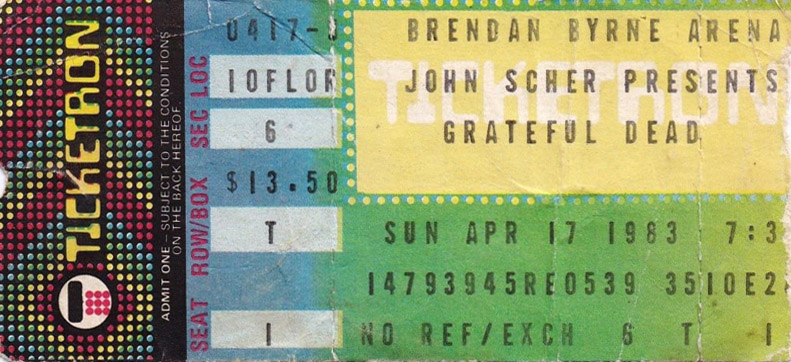 TICKETRON
ADMIT ONE – SUBJECT TO THE CONDITIONS
ON THE BACK HEREOF.
SEAT ROW/BOX SEC LOC
0417-
10FLOR
6
$13.50
T
1
TICKETRON
BRENDAN BYRNE ARENA
JOHN SCHER PRESENTS
GRATEFUL DEAD
SUN APR 17 1983 7:3
14793945RE0539 3510E2
NO REF/EXCH 6 T 1